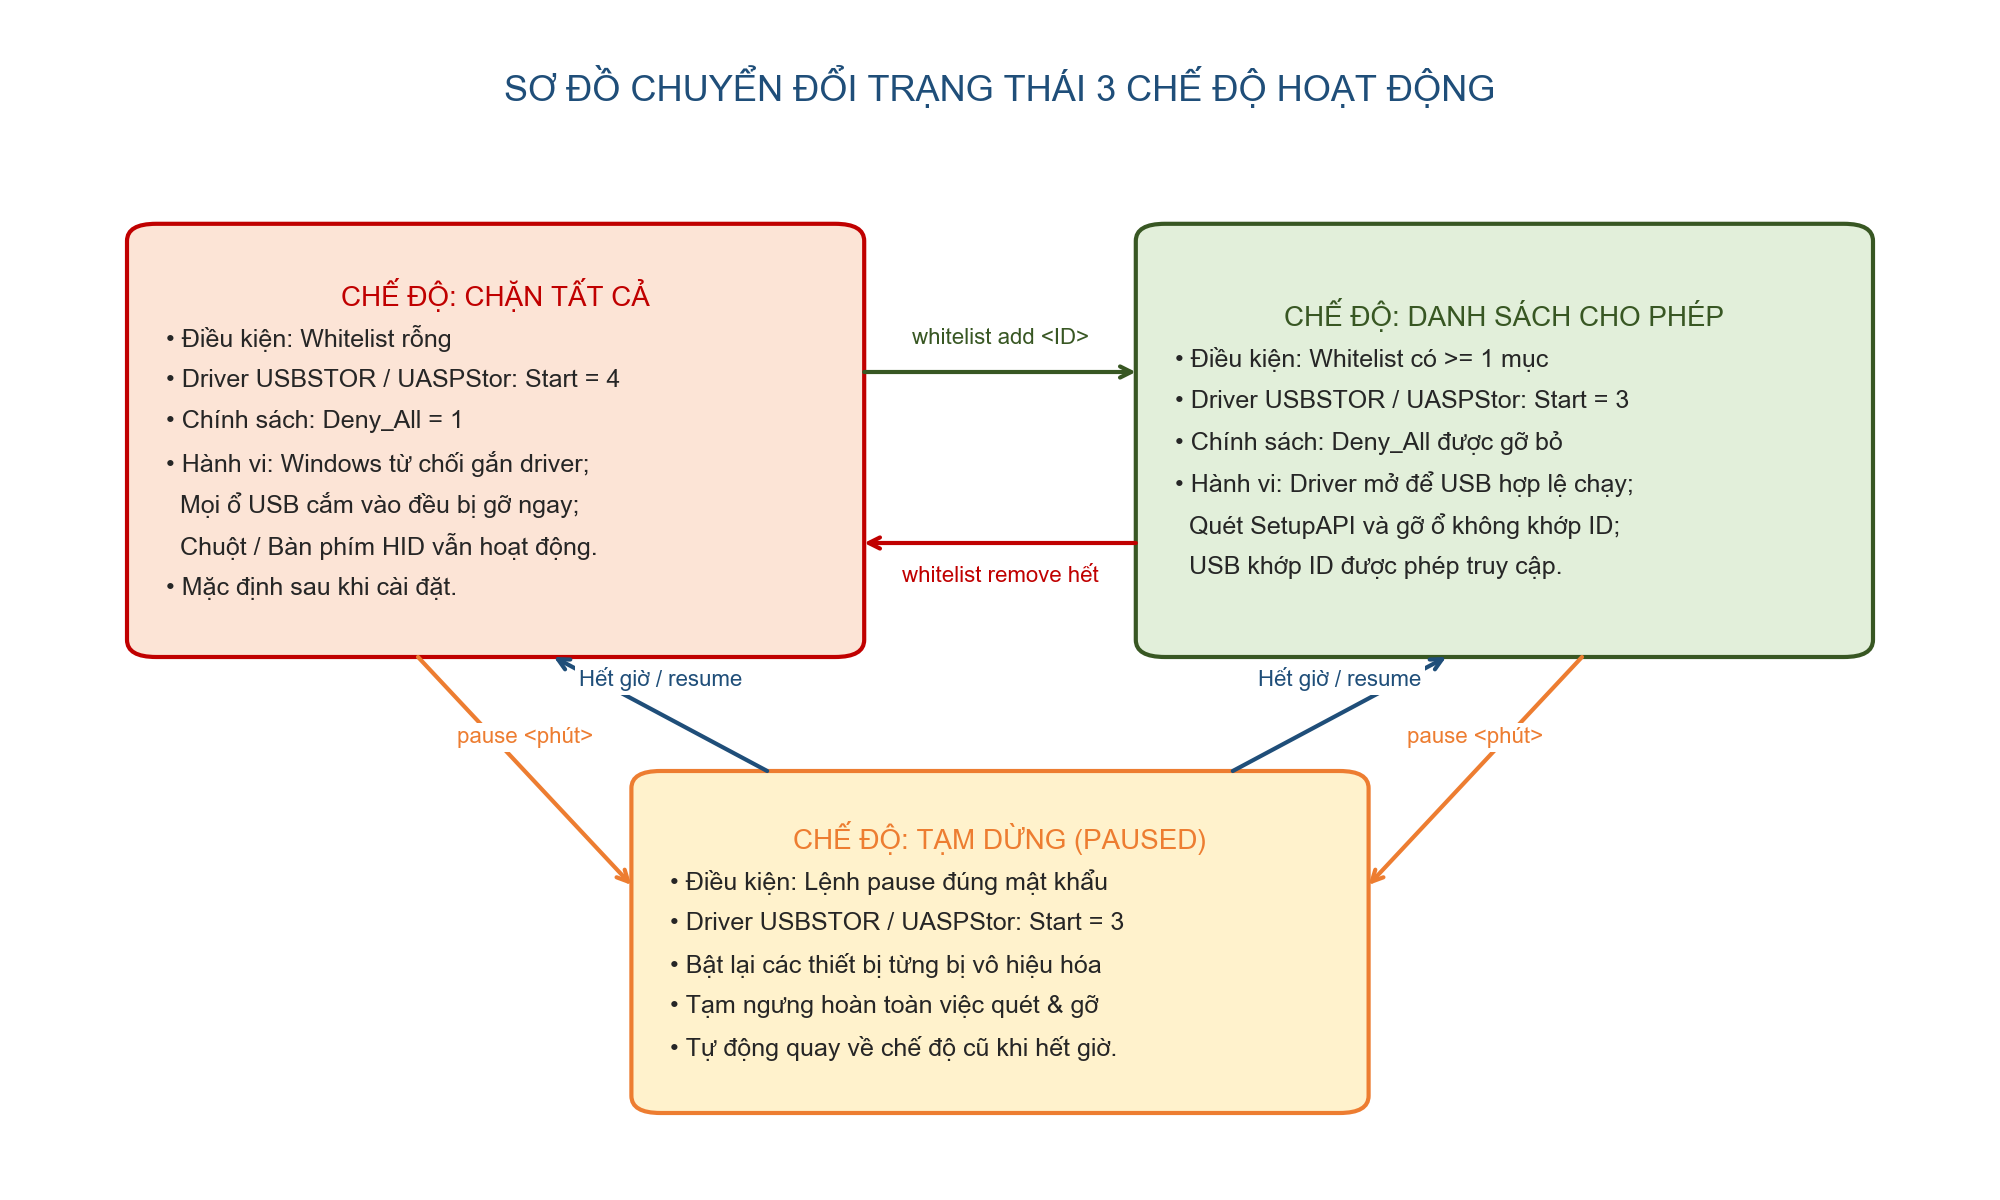 SƠ ĐỒ CHUYỂN ĐỔI TRẠNG THÁI 3 CHẾ ĐỘ HOẠT ĐỘNG
CHẾ ĐỘ: CHẶN TẤT CẢ
• Điều kiện: Whitelist rỗng
• Driver USBSTOR / UASPStor: Start = 4
• Chính sách: Deny_All = 1
• Hành vi: Windows từ chối gắn driver;
Mọi ổ USB cắm vào đều bị gỡ ngay;
Chuột / Bàn phím HID vẫn hoạt động.
• Mặc định sau khi cài đặt.
whitelist add <ID>
whitelist remove hết
CHẾ ĐỘ: DANH SÁCH CHO PHÉP
• Điều kiện: Whitelist có >= 1 mục
• Driver USBSTOR / UASPStor: Start = 3
• Chính sách: Deny_All được gỡ bỏ
• Hành vi: Driver mở để USB hợp lệ chạy;
Quét SetupAPI và gỡ ổ không khớp ID;
USB khớp ID được phép truy cập.
Hết giờ / resume
Hết giờ / resume
pause <phút>
pause <phút>
CHẾ ĐỘ: TẠM DỪNG (PAUSED)
• Điều kiện: Lệnh pause đúng mật khẩu
• Driver USBSTOR / UASPStor: Start = 3
• Bật lại các thiết bị từng bị vô hiệu hóa
• Tạm ngưng hoàn toàn việc quét & gỡ
• Tự động quay về chế độ cũ khi hết giờ.